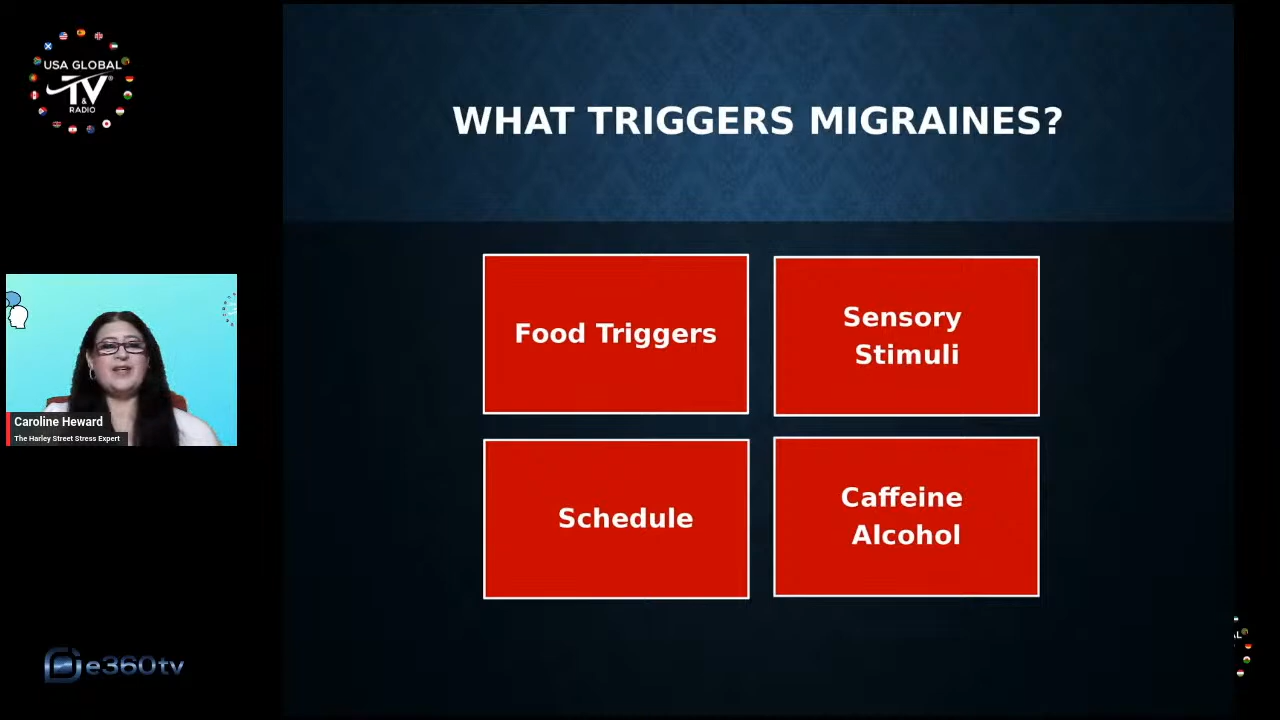 USA GLOBAL
TV
&
RADIO
WHAT TRIGGERS MIGRAINES?
Food Triggers
Sensory
Stimuli
Schedule
Caffeine
Alcohol
Caroline Heward
The Harley Street Stress Expert
e360tv